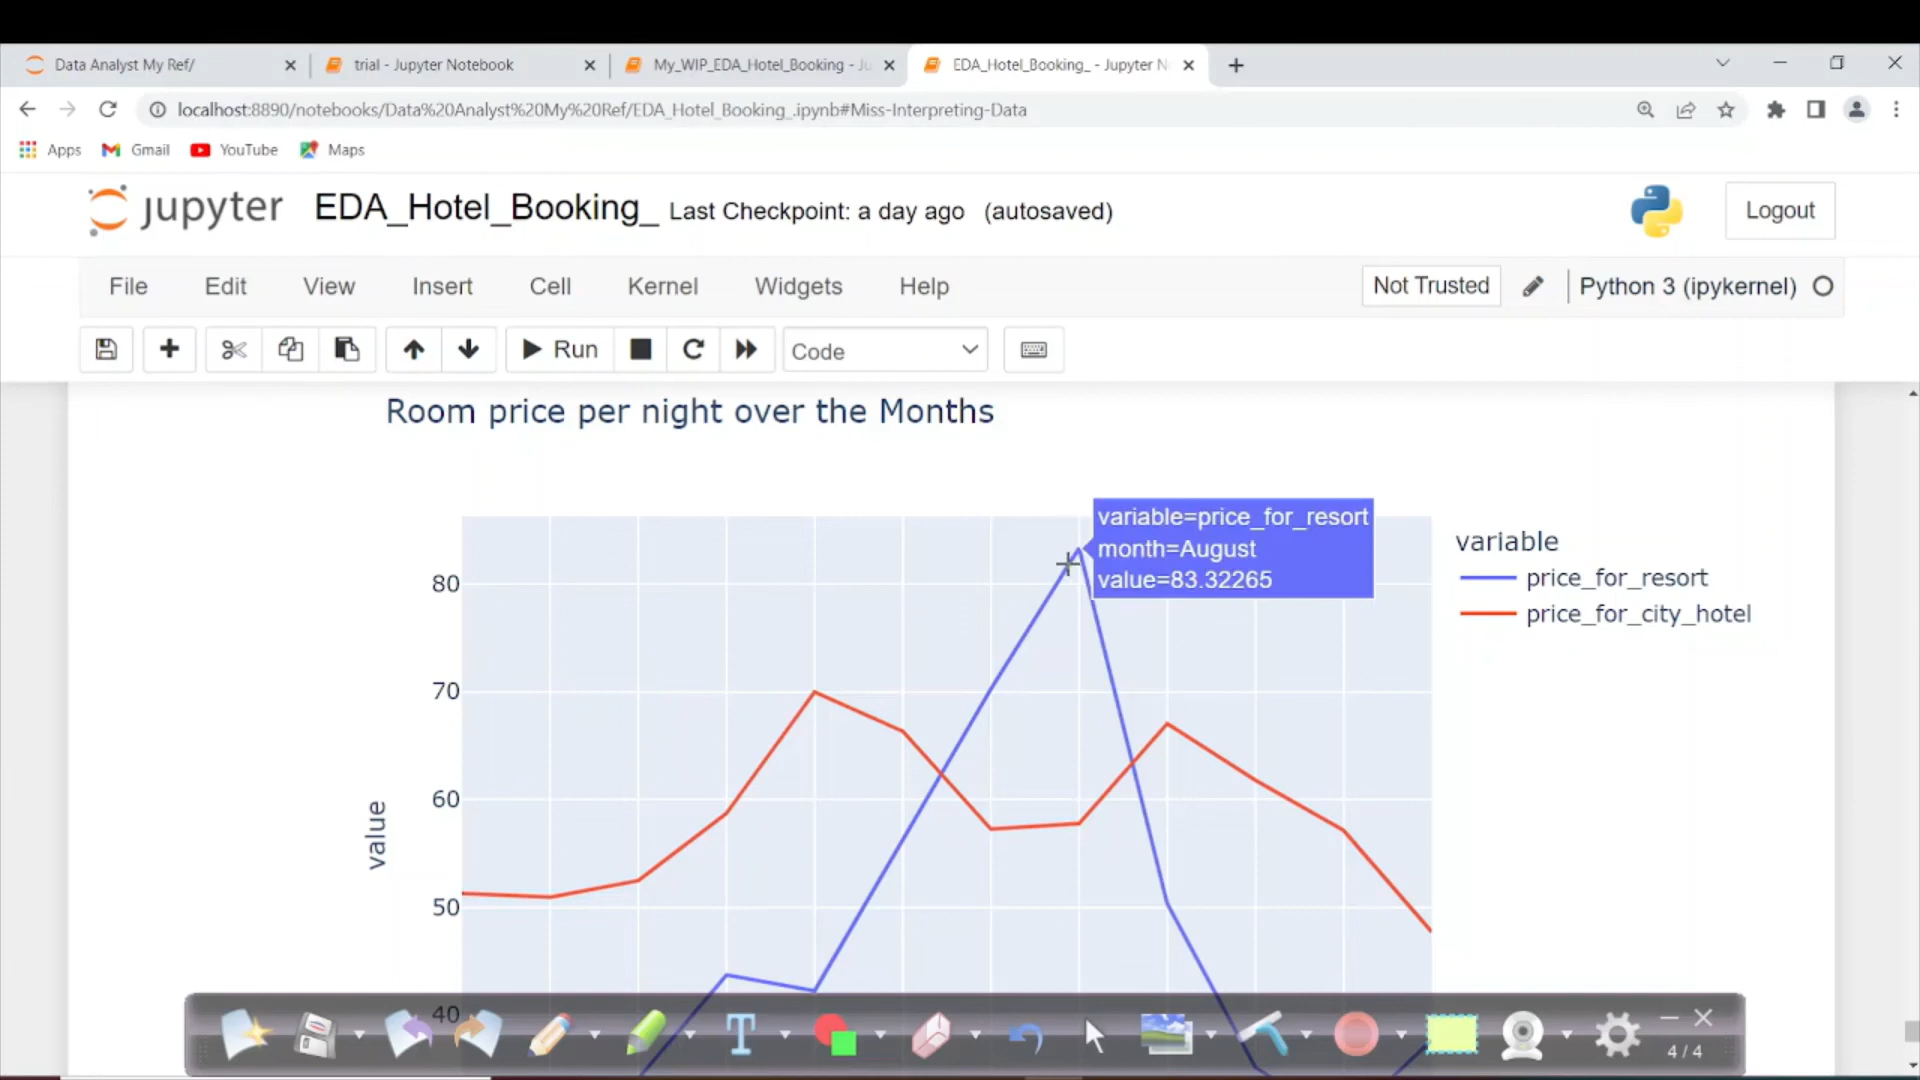 Data Analyst My Ref/
trial - Jupyter Notebook
My_WIP_EDA_Hotel_Booking - Ju
EDA_Hotel_Booking_ - Jupyter N
localhost:8890/notebooks/Data%20Analyst%20My%20Ref/EDA_Hotel_Booking_.ipynb#Miss-Interpreting-Data
Apps Gmail YouTube Maps
jupyter EDA_Hotel_Booking_ Last Checkpoint: a day ago (autosaved)
Logout
File Edit View Insert Cell Kernel Widgets Help
Not Trusted Python 3 (ipykernel)
Run Code
Room price per night over the Months
variable=price_for_resort
month=August
value=83.32265
variable
price_for_resort
price_for_city_hotel
80
70
60
50
40
value
T
4 / 4